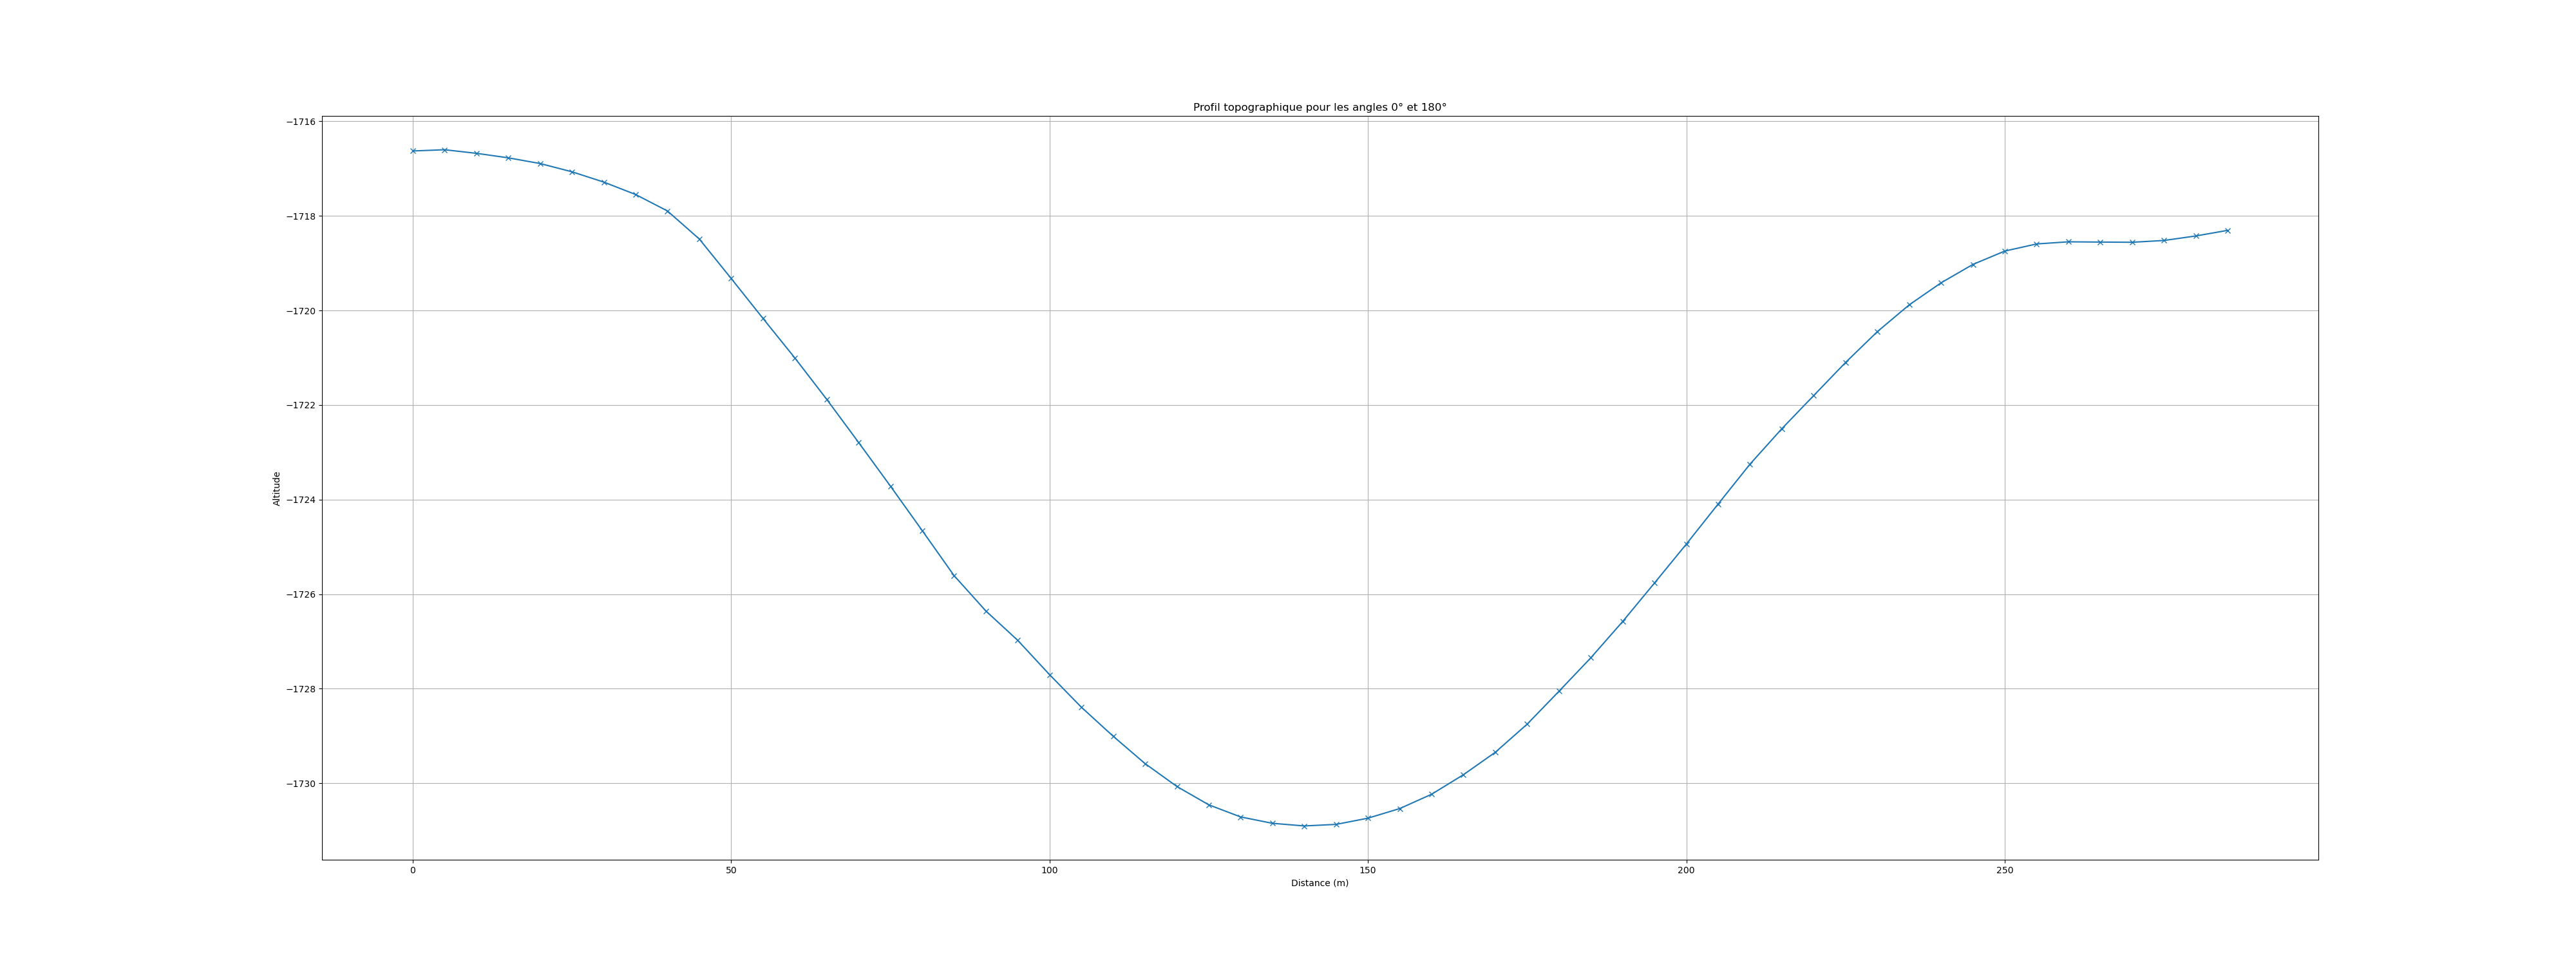 Profil topographique pour les angles 0° et 180°
−1716
−1718
−1720
−1722
−1724
−1726
−1728
−1730
Altitude
0 50 100 150 200 250
Distance (m)